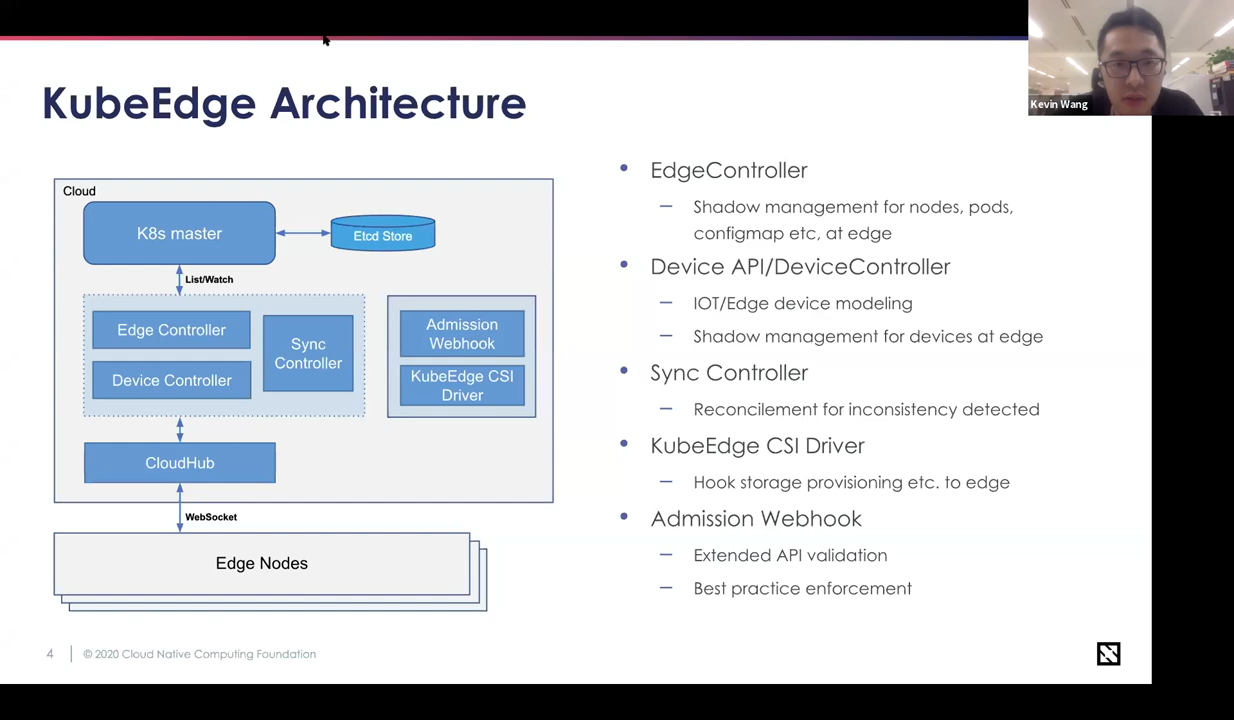 Kevin Wang
KubeEdge Architecture
Cloud
K8s master
Etcd Store
List/Watch
Edge Controller
Device Controller
Sync
Controller
Admission
Webhook
KubeEdge CSI
Driver
CloudHub
WebSocket
Edge Nodes
• EdgeController
– Shadow management for nodes, pods,
configmap etc, at edge
• Device API/DeviceController
– IOT/Edge device modeling
– Shadow management for devices at edge
• Sync Controller
– Reconcilement for inconsistency detected
• KubeEdge CSI Driver
– Hook storage provisioning etc. to edge
• Admission Webhook
– Extended API validation
– Best practice enforcement
4 | © 2020 Cloud Native Computing Foundation